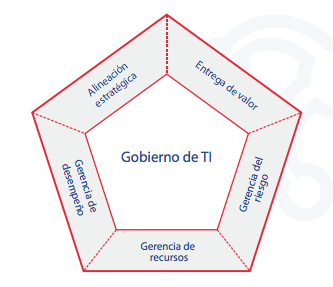 Alineación
estratégica
Entrega de valor
Gobierno de TI
Gerencia de
desempeño
Gerencia del
riesgo
Gerencia de
recursos